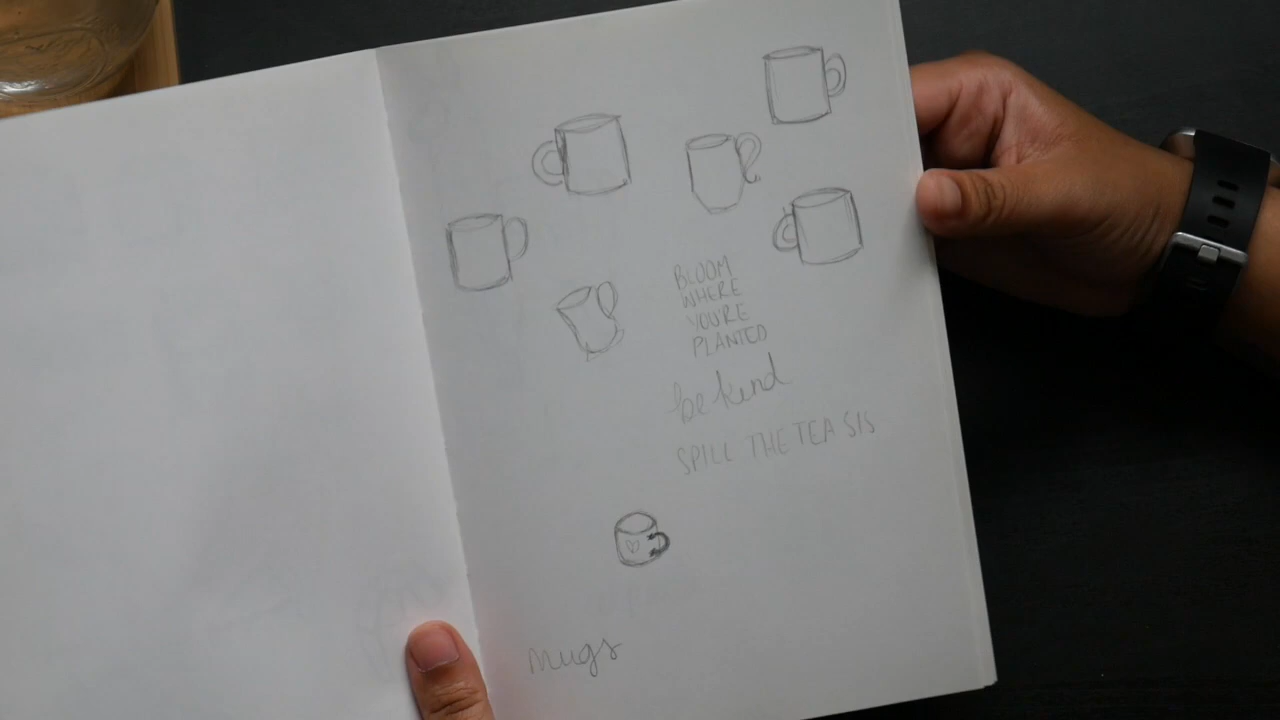 BLOOM
WHERE
YOU'RE
PLANTED
be kind
SPILL THE TEA SIS
mugs